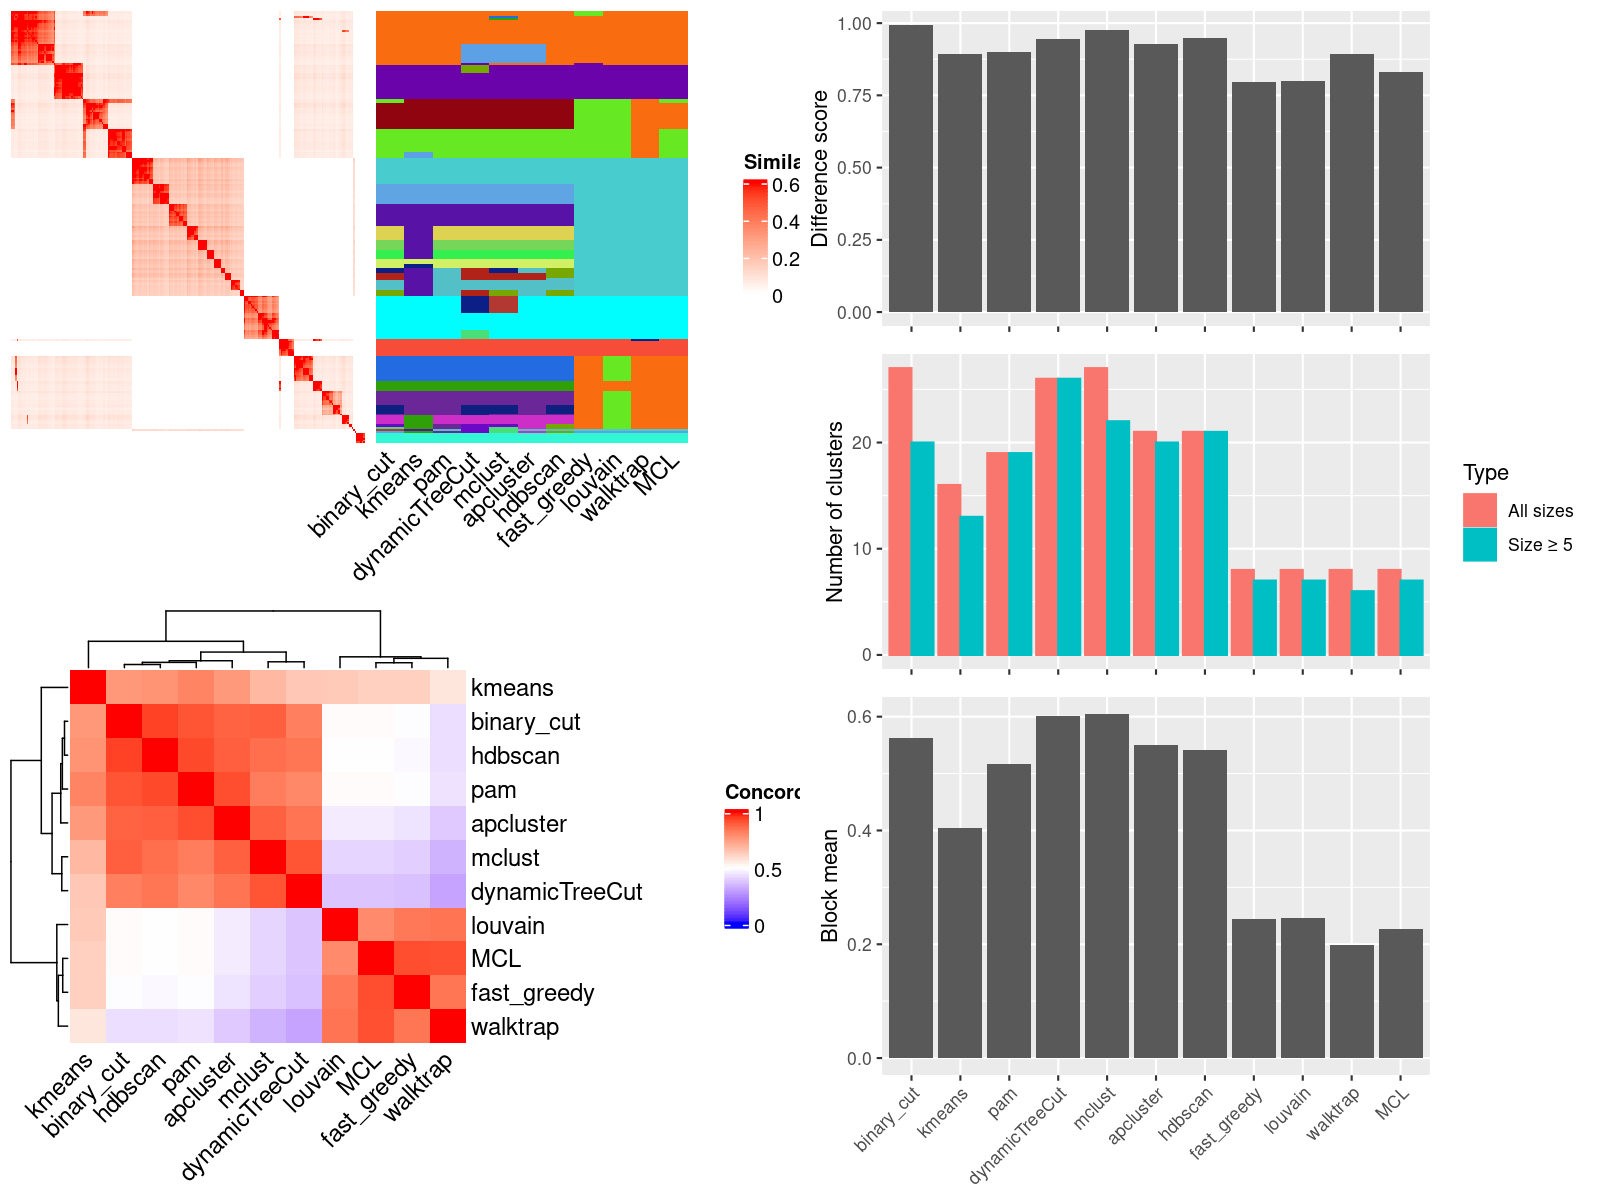 Simila
0.6
0.4
0.2
0
binary_cut
kmeans
pam
dynamicTreeCut
mclust
apcluster
hdbscan
fast_greedy
louvain
walktrap
MCL
kmeans
binary_cut
hdbscan
pam
apcluster
mclust
dynamicTreeCut
louvain
MCL
fast_greedy
walktrap
kmeans
binary_cut
hdbscan
pam
apcluster
mclust
dynamicTreeCut
louvain
MCL
fast_greedy
walktrap
Concord
1
0.5
0
Difference score
1.00
0.75
0.50
0.25
0.00
Number of clusters
20
10
0
Type
All sizes
Size ≥ 5
Block mean
0.6
0.4
0.2
0.0
binary_cut
kmeans
pam
dynamicTreeCut
mclust
apcluster
hdbscan
fast_greedy
louvain
walktrap
MCL